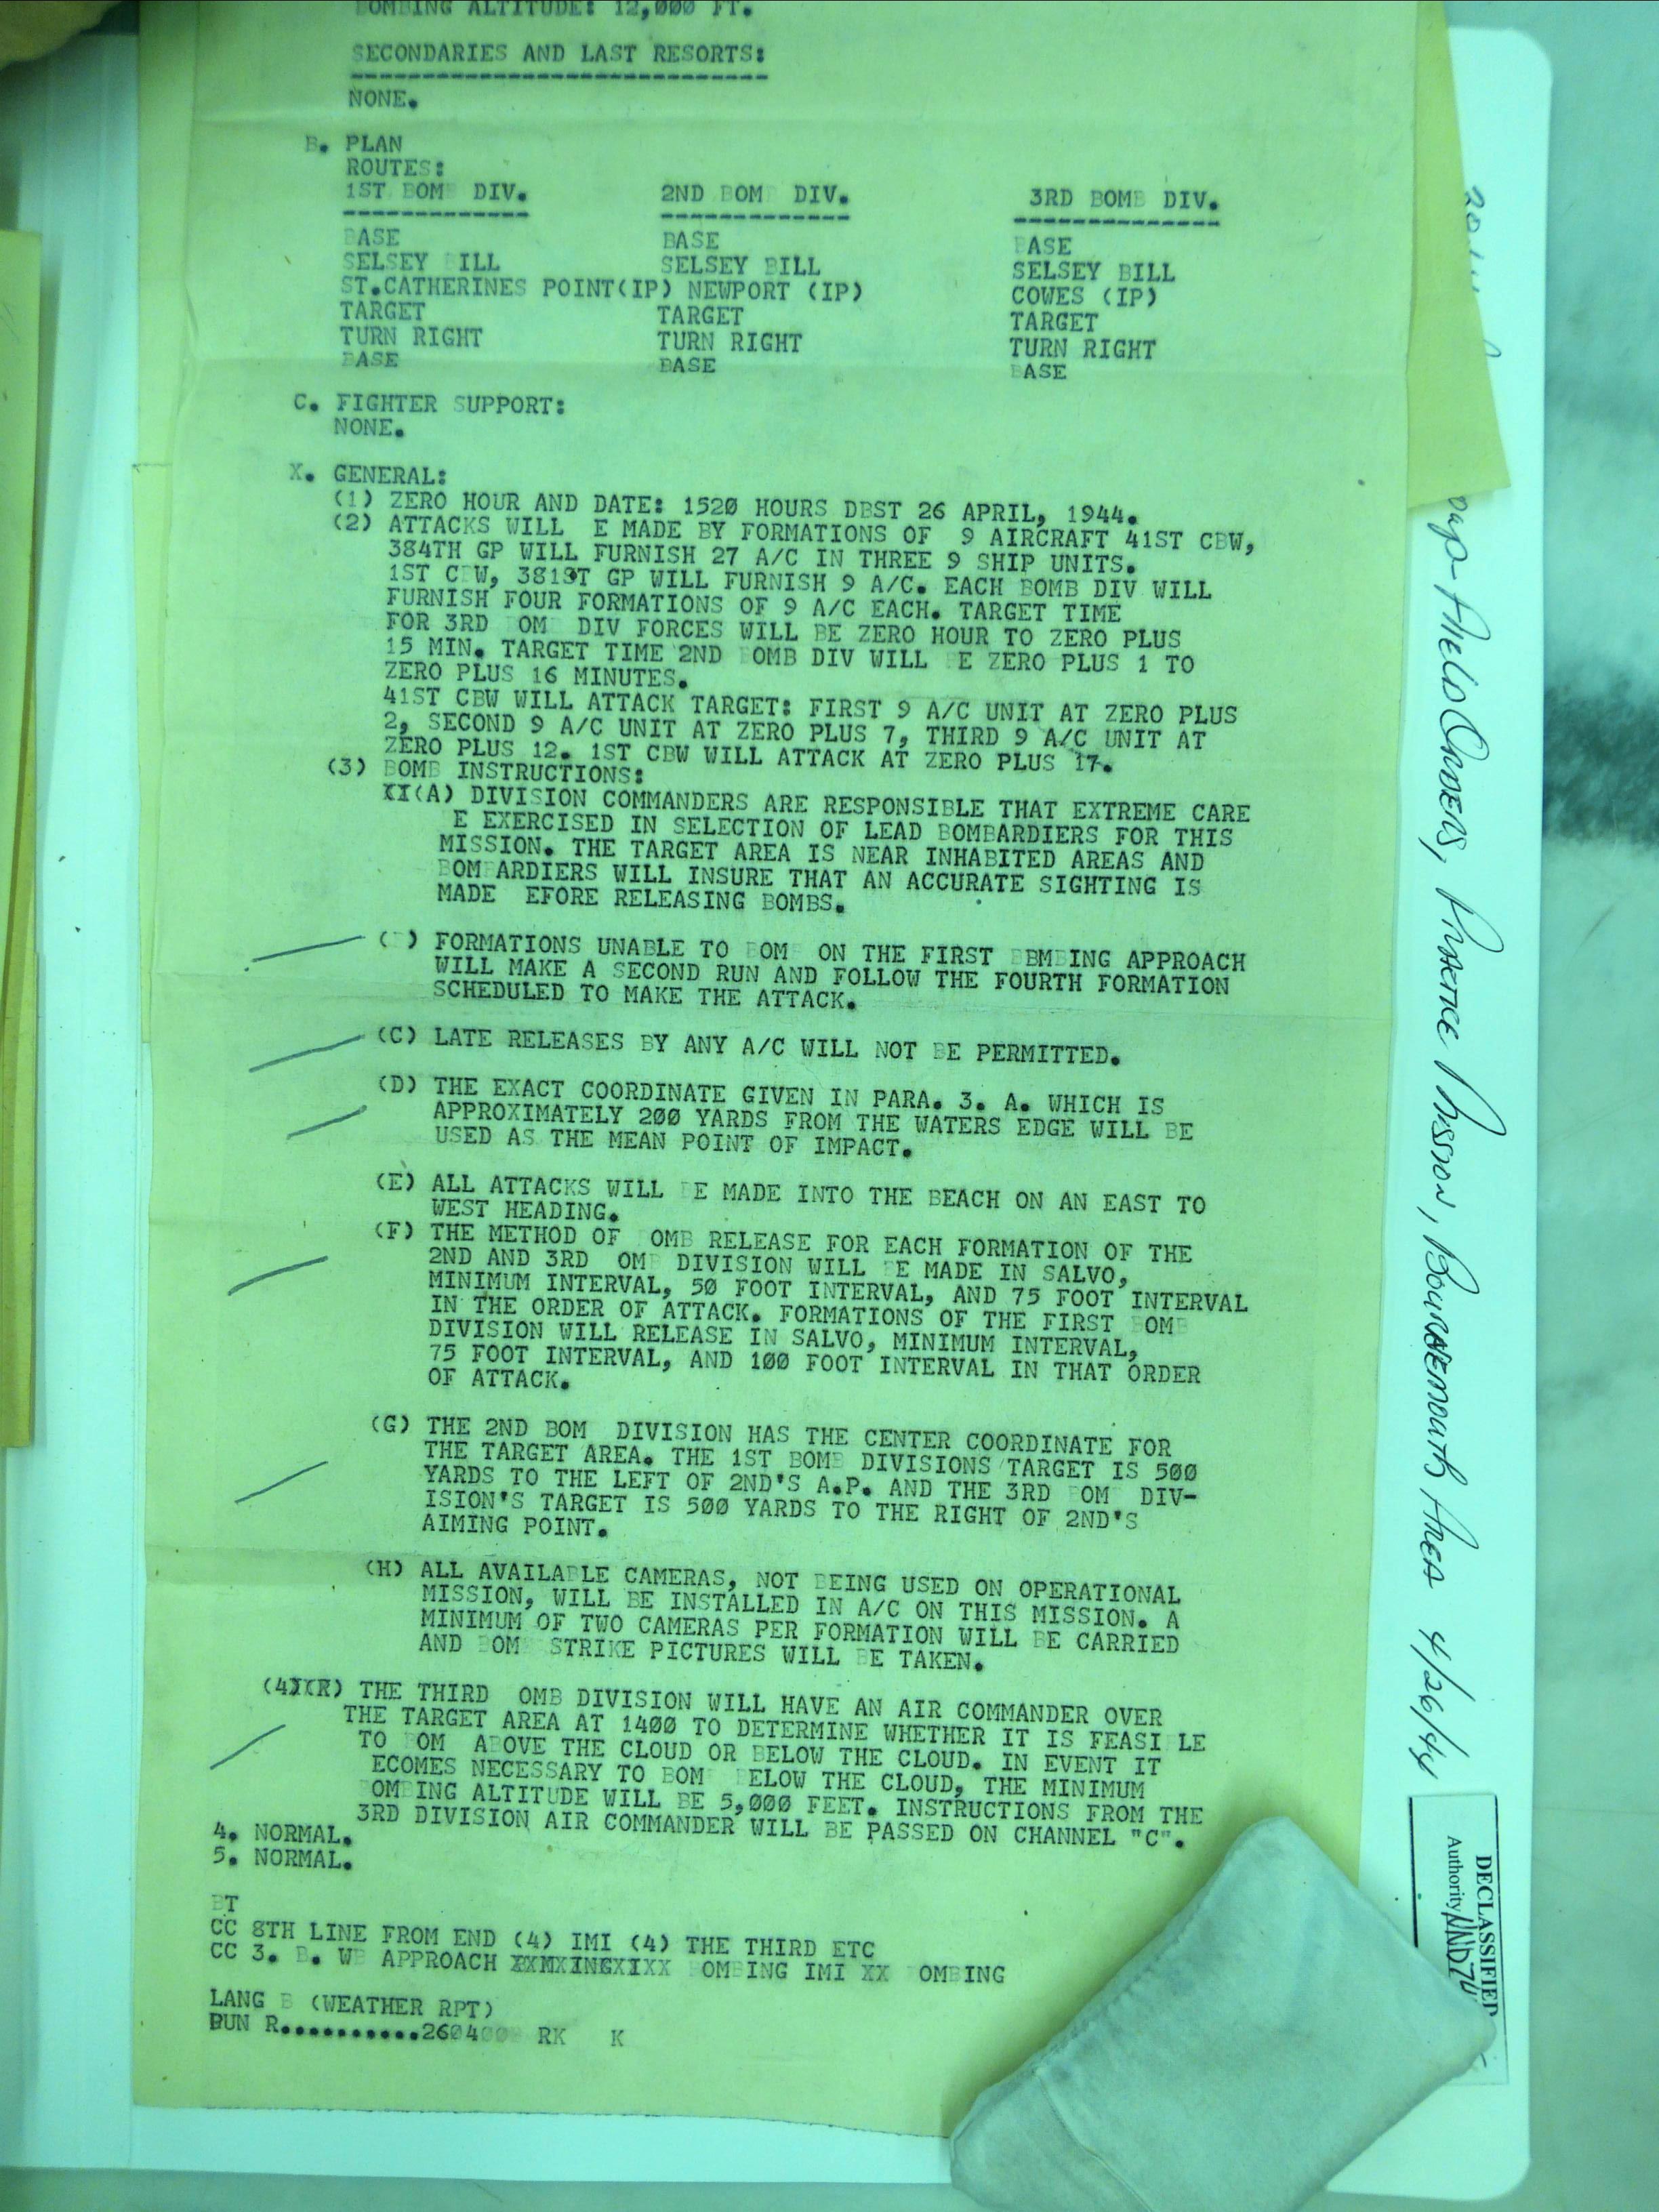 BOMBING ALTITUDE: 12,000 FT.
SECONDARIES AND LAST RESORTS:
NONE.
B. PLAN
ROUTES:
1ST BOMB DIV. 2ND BOMB DIV. 3RD BOMB DIV.
BASE BASE BASE
SELSEY BILL SELSEY BILL SELSEY BILL
ST.CATHERINES POINT(IP) NEWPORT (IP) COWES (IP)
TARGET TARGET TARGET
TURN RIGHT TURN RIGHT TURN RIGHT
BASE BASE BASE
C. FIGHTER SUPPORT:
NONE.
X. GENERAL:
(1) ZERO HOUR AND DATE: 1520 HOURS DBST 26 APRIL, 1944.
(2) ATTACKS WILL E MADE BY FORMATIONS OF 9 AIRCRAFT 41ST CBW,
384TH GP WILL FURNISH 27 A/C IN THREE 9 SHIP UNITS.
1ST CBW, 381ST GP WILL FURNISH 9 A/C. EACH BOMB DIV WILL
FURNISH FOUR FORMATIONS OF 9 A/C EACH. TARGET TIME
FOR 3RD OM DIV FORCES WILL BE ZERO HOUR TO ZERO PLUS
15 MIN. TARGET TIME 2ND BOMB DIV WILL BE ZERO PLUS 1 TO
ZERO PLUS 16 MINUTES.
41ST CBW WILL ATTACK TARGET: FIRST 9 A/C UNIT AT ZERO PLUS
2, SECOND 9 A/C UNIT AT ZERO PLUS 7, THIRD 9 A/C UNIT AT
ZERO PLUS 12. 1ST CBW WILL ATTACK AT ZERO PLUS 17.
(3) BOMB INSTRUCTIONS:
XX(A) DIVISION COMMANDERS ARE RESPONSIBLE THAT EXTREME CARE
E EXERCISED IN SELECTION OF LEAD BOMBARDIERS FOR THIS
MISSION. THE TARGET AREA IS NEAR INHABITED AREAS AND
BOMBARDIERS WILL INSURE THAT AN ACCURATE SIGHTING IS
MADE EFORE RELEASING BOMBS.
(B) FORMATIONS UNABLE TO BOMB ON THE FIRST BBMBING APPROACH
WILL MAKE A SECOND RUN AND FOLLOW THE FOURTH FORMATION
SCHEDULED TO MAKE THE ATTACK.
(C) LATE RELEASES BY ANY A/C WILL NOT BE PERMITTED.
(D) THE EXACT COORDINATE GIVEN IN PARA. 3. A. WHICH IS
APPROXIMATELY 200 YARDS FROM THE WATERS EDGE WILL BE
USED AS THE MEAN POINT OF IMPACT.
(E) ALL ATTACKS WILL BE MADE INTO THE BEACH ON AN EAST TO
WEST HEADING.
(F) THE METHOD OF OMB RELEASE FOR EACH FORMATION OF THE
2ND AND 3RD OMB DIVISION WILL BE MADE IN SALVO,
MINIMUM INTERVAL, 50 FOOT INTERVAL, AND 75 FOOT INTERVAL
IN THE ORDER OF ATTACK. FORMATIONS OF THE FIRST BOMB
DIVISION WILL RELEASE IN SALVO, MINIMUM INTERVAL,
75 FOOT INTERVAL, AND 100 FOOT INTERVAL IN THAT ORDER
OF ATTACK.
(G) THE 2ND BOM DIVISION HAS THE CENTER COORDINATE FOR
THE TARGET AREA. THE 1ST BOMB DIVISIONS TARGET IS 500
YARDS TO THE LEFT OF 2ND'S A.P. AND THE 3RD OM DIV-
ISION'S TARGET IS 500 YARDS TO THE RIGHT OF 2ND'S
AIMING POINT.
(H) ALL AVAILABLE CAMERAS, NOT BEING USED ON OPERATIONAL
MISSION, WILL BE INSTALLED IN A/C ON THIS MISSION. A
MINIMUM OF TWO CAMERAS PER FORMATION WILL BE CARRIED
AND BOMB STRIKE PICTURES WILL BE TAKEN.
(4) THE THIRD OMB DIVISION WILL HAVE AN AIR COMMANDER OVER
THE TARGET AREA AT 1400 TO DETERMINE WHETHER IT IS FEASIBLE
TO BOM ABOVE THE CLOUD OR BELOW THE CLOUD. IN EVENT IT
ECOMES NECESSARY TO BOMB BELOW THE CLOUD, THE MINIMUM
BOMBING ALTITUDE WILL BE 5,000 FEET. INSTRUCTIONS FROM THE
3RD DIVISION AIR COMMANDER WILL BE PASSED ON CHANNEL "C".
4. NORMAL.
5. NORMAL.
BT
CC 8TH LINE FROM END (4) IMI (4) THE THIRD ETC
CC 3. B. WB APPROACH BOMBING IMI XX OMBING
LANG B (WEATHER RPT)
R...........2604 RK K
Field Orders, Practice Mission, Bournemouth Area 4/26/44
DECLASSIFIED
Authority NND74